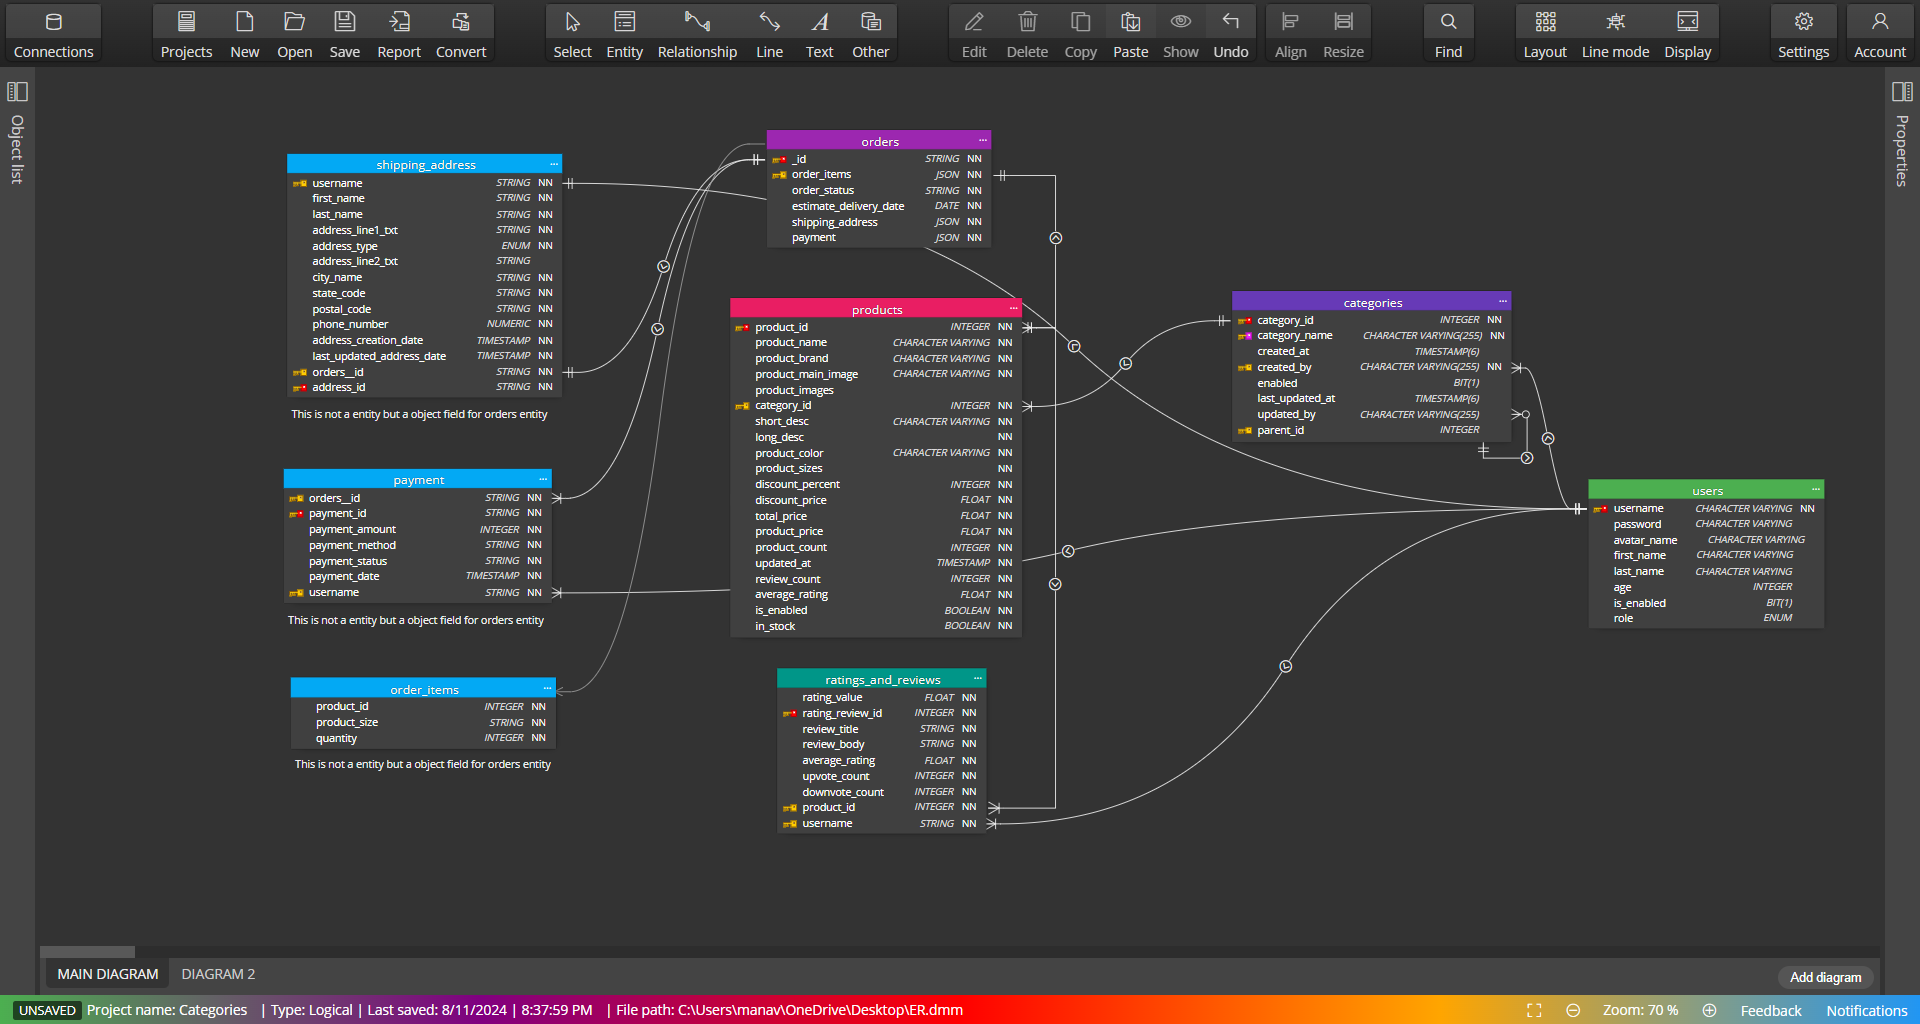 Connections
Projects New Open Save Report Convert
Select Entity Relationship Line Text Other
Edit Delete Copy Paste Show Undo
Align Resize
Find
Layout Line mode Display
Settings
Account
Object list
Properties
shipping_address ...
username STRING NN
first_name STRING NN
last_name STRING NN
address_line1_txt STRING NN
address_type ENUM NN
address_line2_txt STRING
city_name STRING NN
state_code STRING NN
postal_code STRING NN
phone_number NUMERIC NN
address_creation_date TIMESTAMP NN
last_updated_address_date TIMESTAMP NN
orders__id STRING NN
address_id STRING NN
This is not a entity but a object field for orders entity
payment ...
orders__id STRING NN
payment_id STRING NN
payment_amount INTEGER NN
payment_method STRING NN
payment_status STRING NN
payment_date TIMESTAMP NN
username STRING NN
This is not a entity but a object field for orders entity
order_items ...
product_id INTEGER NN
product_size STRING NN
quantity INTEGER NN
This is not a entity but a object field for orders entity
orders ...
_id STRING NN
order_items JSON NN
order_status STRING NN
estimate_delivery_date DATE NN
shipping_address JSON NN
payment JSON NN
products ...
product_id INTEGER NN
product_name CHARACTER VARYING NN
product_brand CHARACTER VARYING NN
product_main_image CHARACTER VARYING NN
product_images NN
category_id INTEGER NN
short_desc CHARACTER VARYING NN
long_desc NN
product_color CHARACTER VARYING NN
product_sizes NN
discount_percent INTEGER NN
discount_price FLOAT NN
total_price FLOAT NN
product_price FLOAT NN
product_count INTEGER NN
updated_at TIMESTAMP NN
review_count INTEGER NN
average_rating FLOAT NN
is_enabled BOOLEAN NN
in_stock BOOLEAN NN
ratings_and_reviews ...
rating_value FLOAT NN
rating_review_id INTEGER NN
review_title STRING NN
review_body STRING NN
average_rating FLOAT NN
upvote_count INTEGER NN
downvote_count INTEGER NN
product_id INTEGER NN
username STRING NN
categories ...
category_id INTEGER NN
category_name CHARACTER VARYING(255) NN
created_at TIMESTAMP(6)
created_by CHARACTER VARYING(255) NN
enabled BIT(1)
last_updated_at TIMESTAMP(6)
updated_by CHARACTER VARYING(255)
parent_id INTEGER
users ...
username CHARACTER VARYING NN
password CHARACTER VARYING
avatar_name CHARACTER VARYING
first_name CHARACTER VARYING
last_name CHARACTER VARYING
age INTEGER
is_enabled BIT(1)
role ENUM
MAIN DIAGRAM DIAGRAM 2
Add diagram
UNSAVED Project name: Categories | Type: Logical | Last saved: 8/11/2024 | 8:37:59 PM | File path: C:\Users\manav\OneDrive\Desktop\ER.dmm
Zoom: 70 % Feedback Notifications